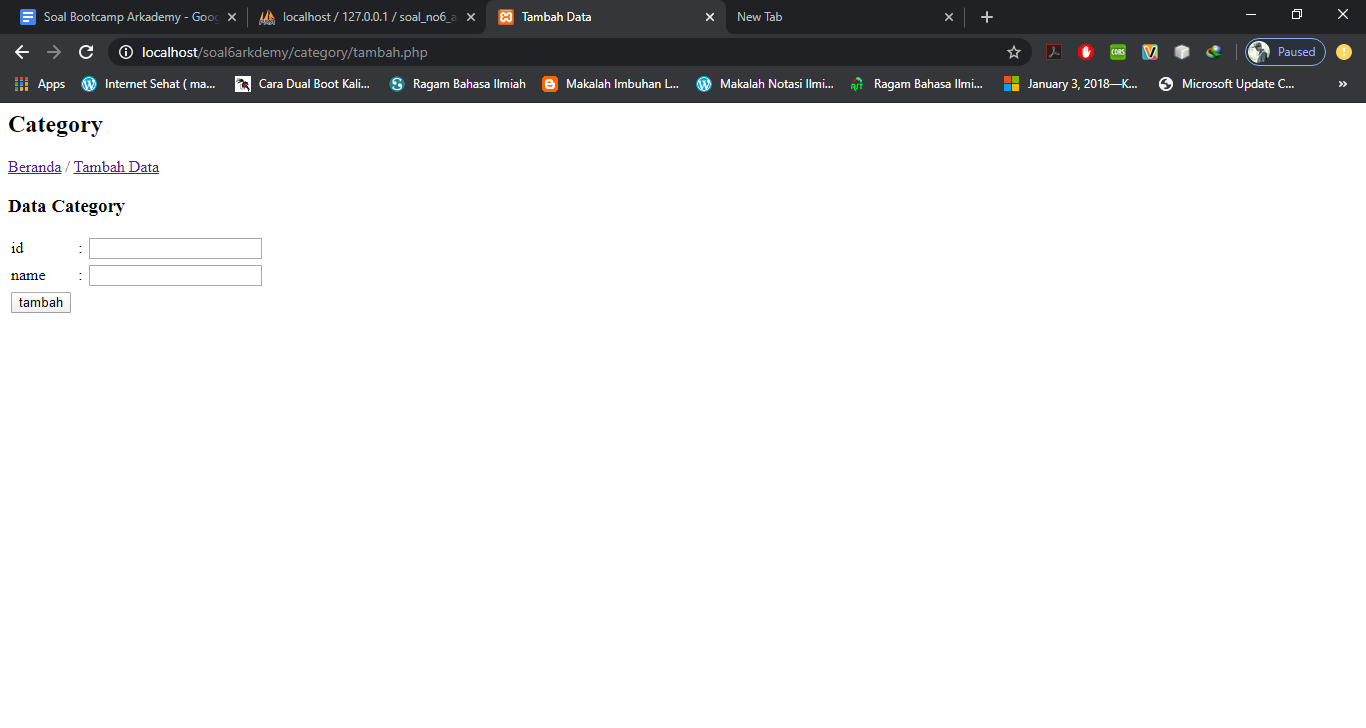 Soal Bootcamp Arkademy - Goog
localhost / 127.0.0.1 / soal_no6_a
Tambah Data
New Tab
localhost/soal6arkdemy/category/tambah.php
CORS
Paused
Apps
Internet Sehat ( ma...
Cara Dual Boot Kali...
Ragam Bahasa Ilmiah
Makalah Imbuhan L...
Makalah Notasi Ilmi...
Ragam Bahasa Ilmi...
January 3, 2018—K...
Microsoft Update C...
»
Category
Beranda / Tambah Data
Data Category
id :
name :
tambah